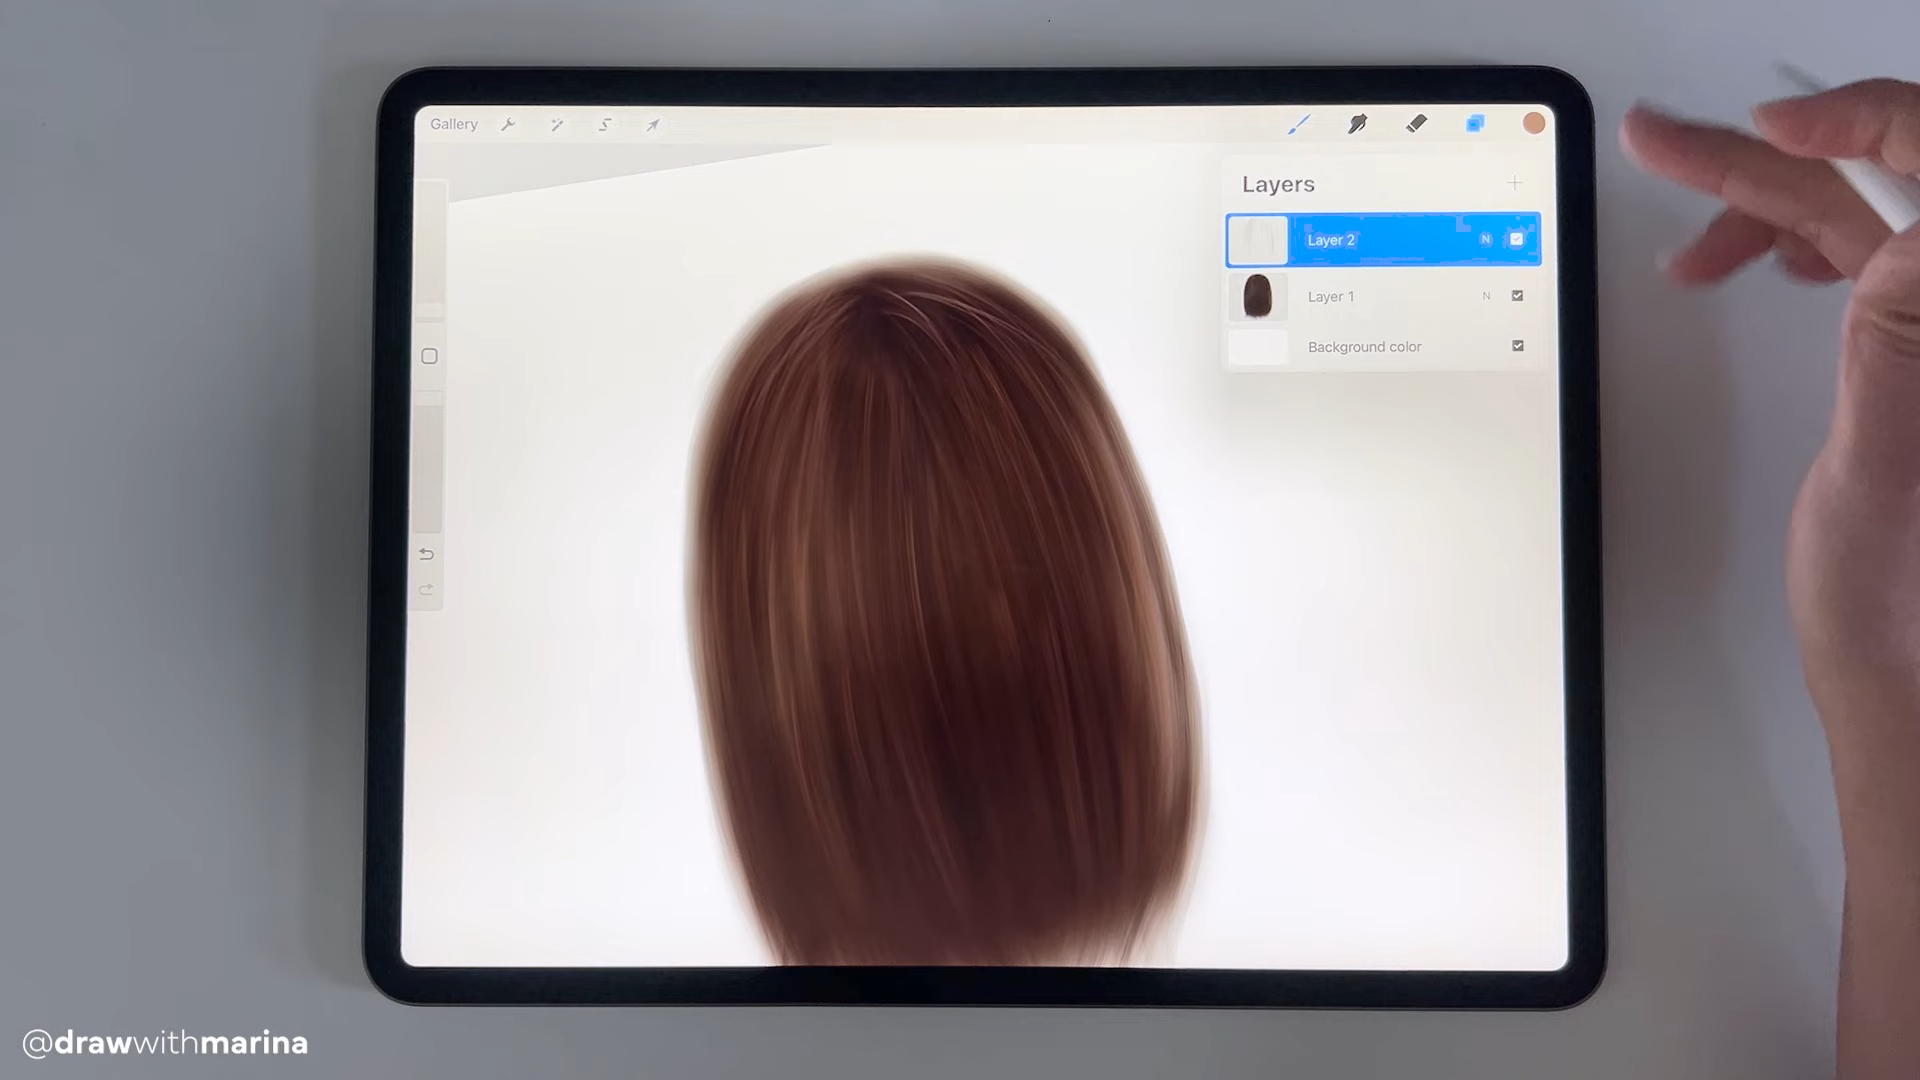 Gallery
Layers
Layer 2 N
Layer 1 N
Background color
@drawwithmarina